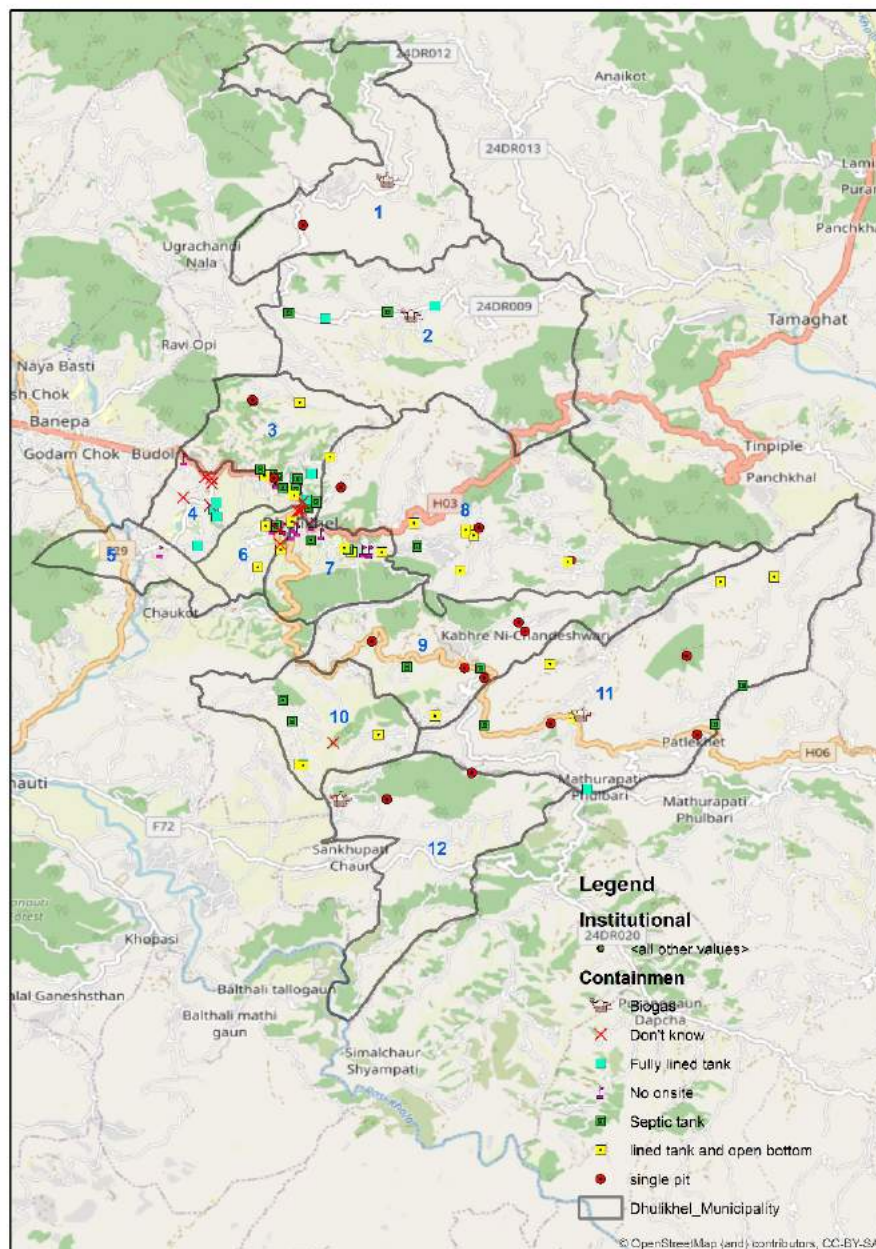 24DR012
Anaikot
24DR013
Lami
Panchkha
1
Ugrachandi
Nala
24DR009
2
Tamaghat
Ravi Opi
Naya Basti
sh Chok
Banepa
3
Godam Chok
Budol
Tinpiple
Panchkhal
H03
8
4
5
6
7
Chaukot
Kabhre Ni-Chandeshwari
9
11
10
Patlekhet
H06
Mathurapati
Phulbari
Mathurapati
Phulbari
nauti
F72
Sankhupati
Chaur
12
Khopasi
alal Ganeshsthan
Balthali tallogaun
Balthali mathi
gaun
Simalchaur
Shyampati
Legend
Institutional
24DR020
<all other values>
Containmen
Biogas
Dapcha
Don't know
Fully lined tank
No onsite
Septic tank
lined tank and open bottom
single pit
Dhulikhel_Municipality
© OpenStreetMap (and) contributors, CC-BY-SA